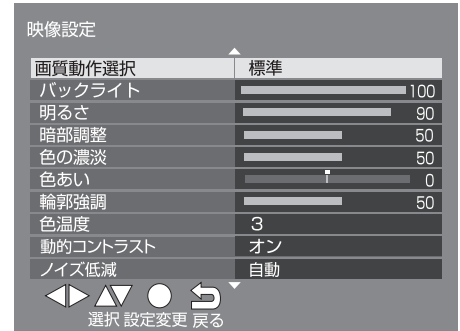 映像設定
画質動作選択 標準
バックライト 100
明るさ 90
暗部調整 50
色の濃淡 50
色あい 0
輪郭強調 50
色温度 3
動的コントラスト オン
ノイズ低減 自動
選択 設定変更 戻る